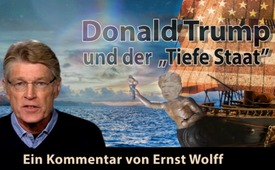 Donald Trump
und der „Tiefe Staat“
Ein Kommentar von Ernst Wolff